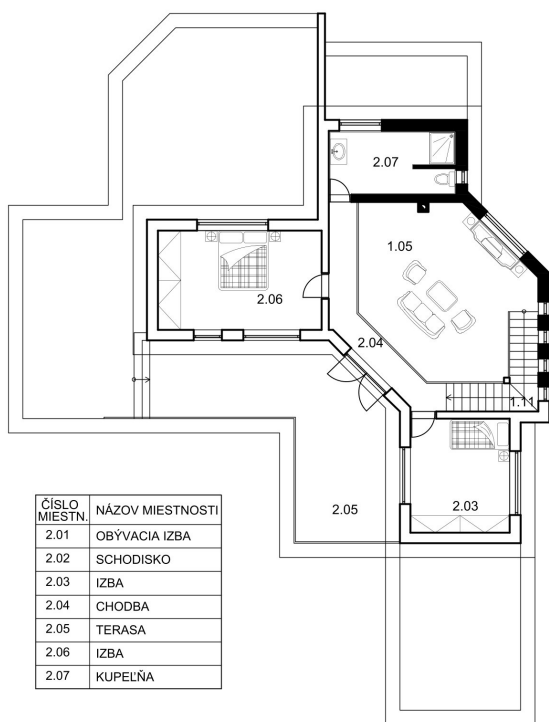 2.07
1.05
2.06
2.04
1.11
2.05
2.03
ČÍSLO MIESTN. NÁZOV MIESTNOSTI
2.01 OBÝVACIA IZBA
2.02 SCHODISKO
2.03 IZBA
2.04 CHODBA
2.05 TERASA
2.06 IZBA
2.07 KUPEĽŇA